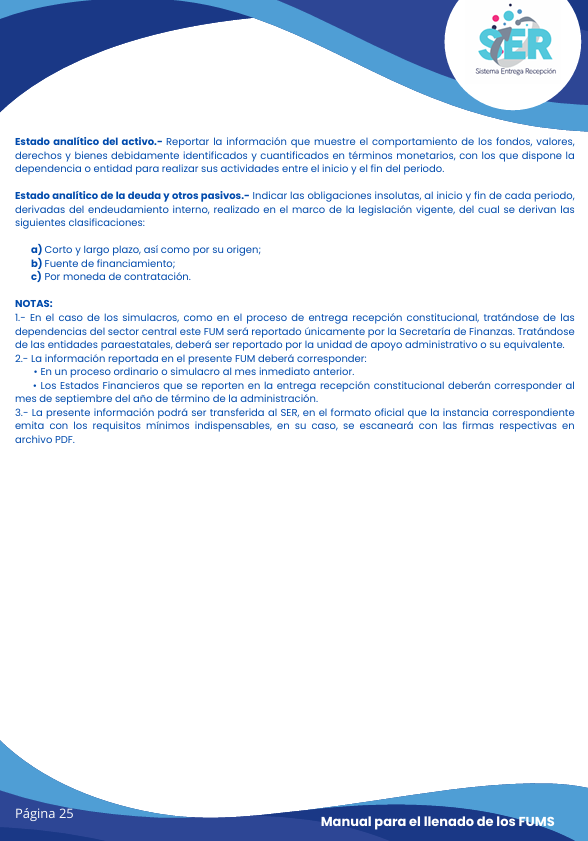 SER
Sistema Entrega Recepción
Estado analítico del activo.- Reportar la información que muestre el comportamiento de los fondos, valores,
derechos y bienes debidamente identificados y cuantificados en términos monetarios, con los que dispone la
dependencia o entidad para realizar sus actividades entre el inicio y el fin del periodo.
Estado analítico de la deuda y otros pasivos.- Indicar las obligaciones insolutas, al inicio y fin de cada periodo,
derivadas del endeudamiento interno, realizado en el marco de la legislación vigente, del cual se derivan las
siguientes clasificaciones:
a) Corto y largo plazo, así como por su origen;
b) Fuente de financiamiento;
c) Por moneda de contratación.
NOTAS:
1.- En el caso de los simulacros, como en el proceso de entrega recepción constitucional, tratándose de las
dependencias del sector central este FUM será reportado únicamente por la Secretaría de Finanzas. Tratándose
de las entidades paraestatales, deberá ser reportado por la unidad de apoyo administrativo o su equivalente.
2.- La información reportada en el presente FUM deberá corresponder:
• En un proceso ordinario o simulacro al mes inmediato anterior.
• Los Estados Financieros que se reporten en la entrega recepción constitucional deberán corresponder al
mes de septiembre del año de término de la administración.
3.- La presente información podrá ser transferida al SER, en el formato oficial que la instancia correspondiente
emita con los requisitos mínimos indispensables, en su caso, se escaneará con las firmas respectivas en
archivo PDF.
Página 25
Manual para el llenado de los FUMS